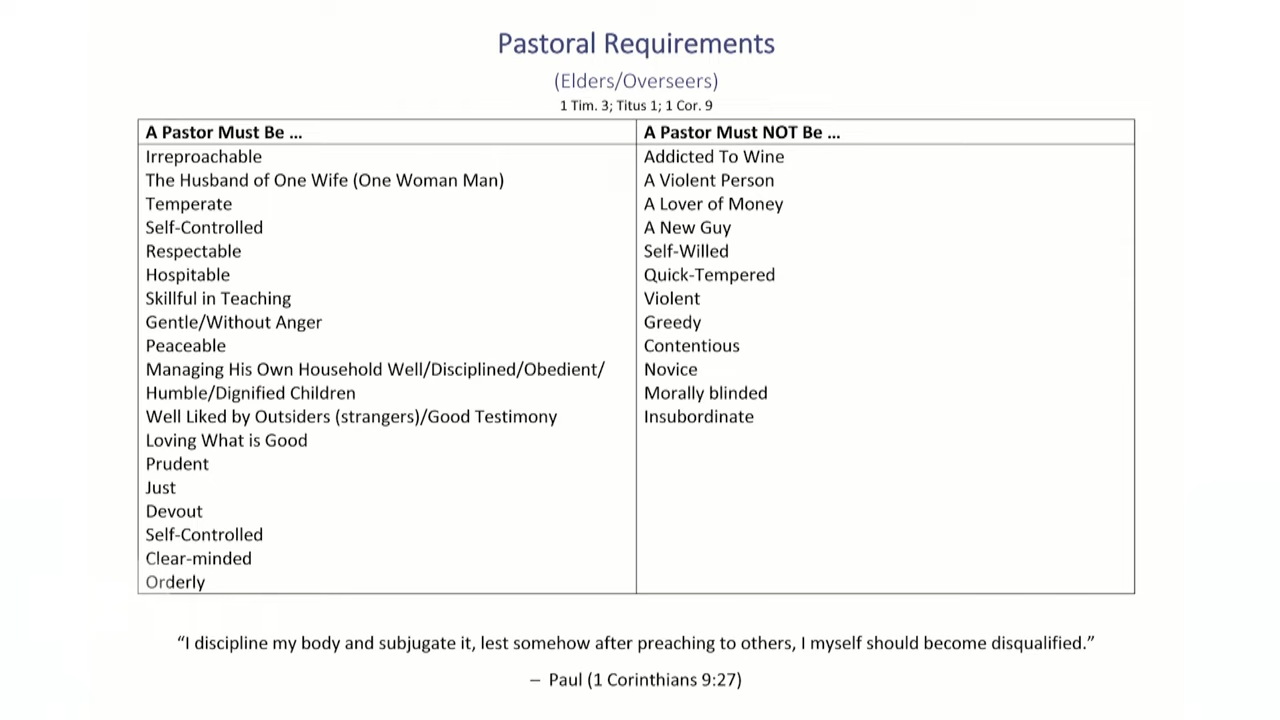 Pastoral Requirements
(Elders/Overseers)
1 Tim. 3; Titus 1; 1 Cor. 9
A Pastor Must Be ...
Irreproachable
The Husband of One Wife (One Woman Man)
Temperate
Self-Controlled
Respectable
Hospitable
Skillful in Teaching
Gentle/Without Anger
Peaceable
Managing His Own Household Well/Disciplined/Obedient/
Humble/Dignified Children
Well Liked by Outsiders (strangers)/Good Testimony
Loving What is Good
Prudent
Just
Devout
Self-Controlled
Clear-minded
Orderly
A Pastor Must NOT Be ...
Addicted To Wine
A Violent Person
A Lover of Money
A New Guy
Self-Willed
Quick-Tempered
Violent
Greedy
Contentious
Novice
Morally blinded
Insubordinate
“I discipline my body and subjugate it, lest somehow after preaching to others, I myself should become disqualified.”
– Paul (1 Corinthians 9:27)